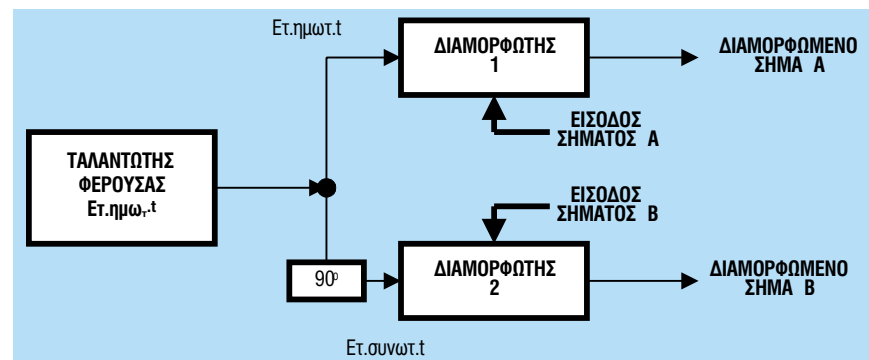 Ετ.ημωτ.t
ΔΙΑΜΟΡΦΩΤΗΣ
1
ΔΙΑΜΟΡΦΩΜΕΝΟ
ΣΗΜΑ Α
ΕΙΣΟΔΟΣ
ΣΗΜΑΤΟΣ Α
ΤΑΛΑΝΤΩΤΗΣ
ΦΕΡΟΥΣΑΣ
Ετ.ημωτ.t
ΕΙΣΟΔΟΣ
ΣΗΜΑΤΟΣ Β
90º
ΔΙΑΜΟΡΦΩΤΗΣ
2
ΔΙΑΜΟΡΦΩΜΕΝΟ
ΣΗΜΑ Β
Ετ.συνωτ.t